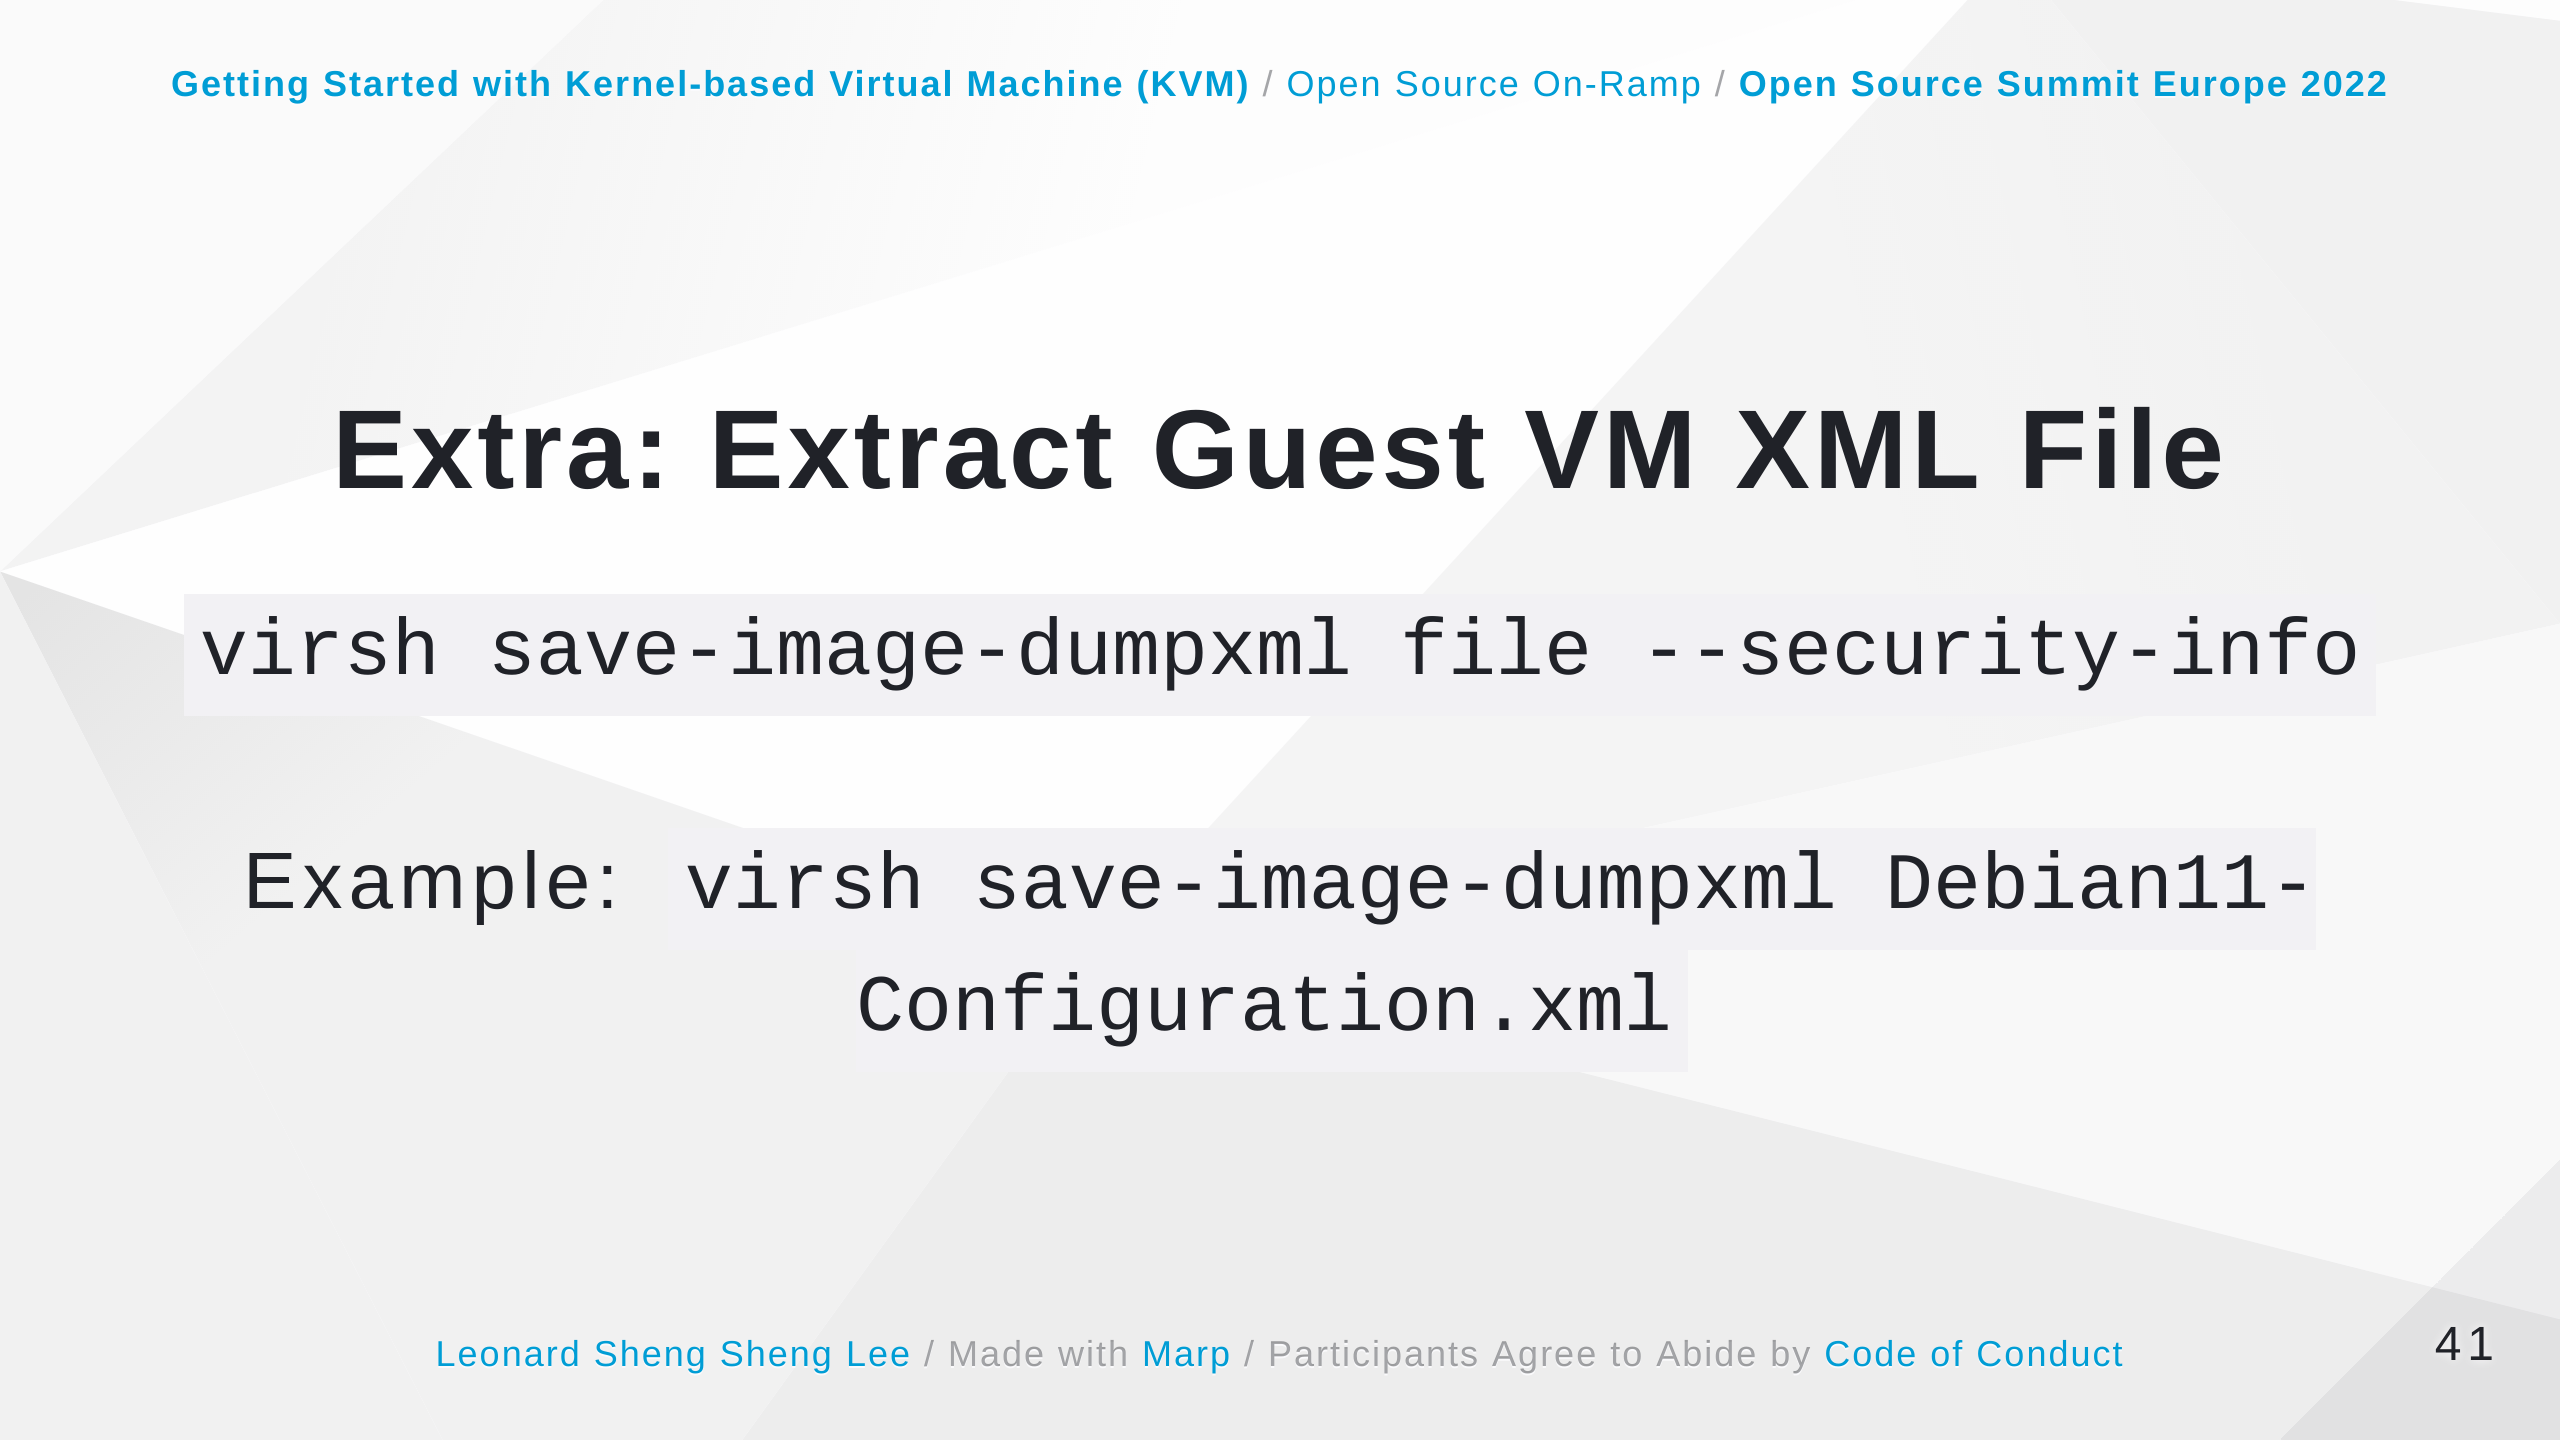 Getting Started with Kernel-based Virtual Machine (KVM) / Open Source On-Ramp / Open Source Summit Europe 2022
Extra: Extract Guest VM XML File
virsh save-image-dumpxml file --security-info
Example: virsh save-image-dumpxml Debian11-
Configuration.xml
Leonard Sheng Sheng Lee / Made with Marp / Participants Agree to Abide by Code of Conduct
41